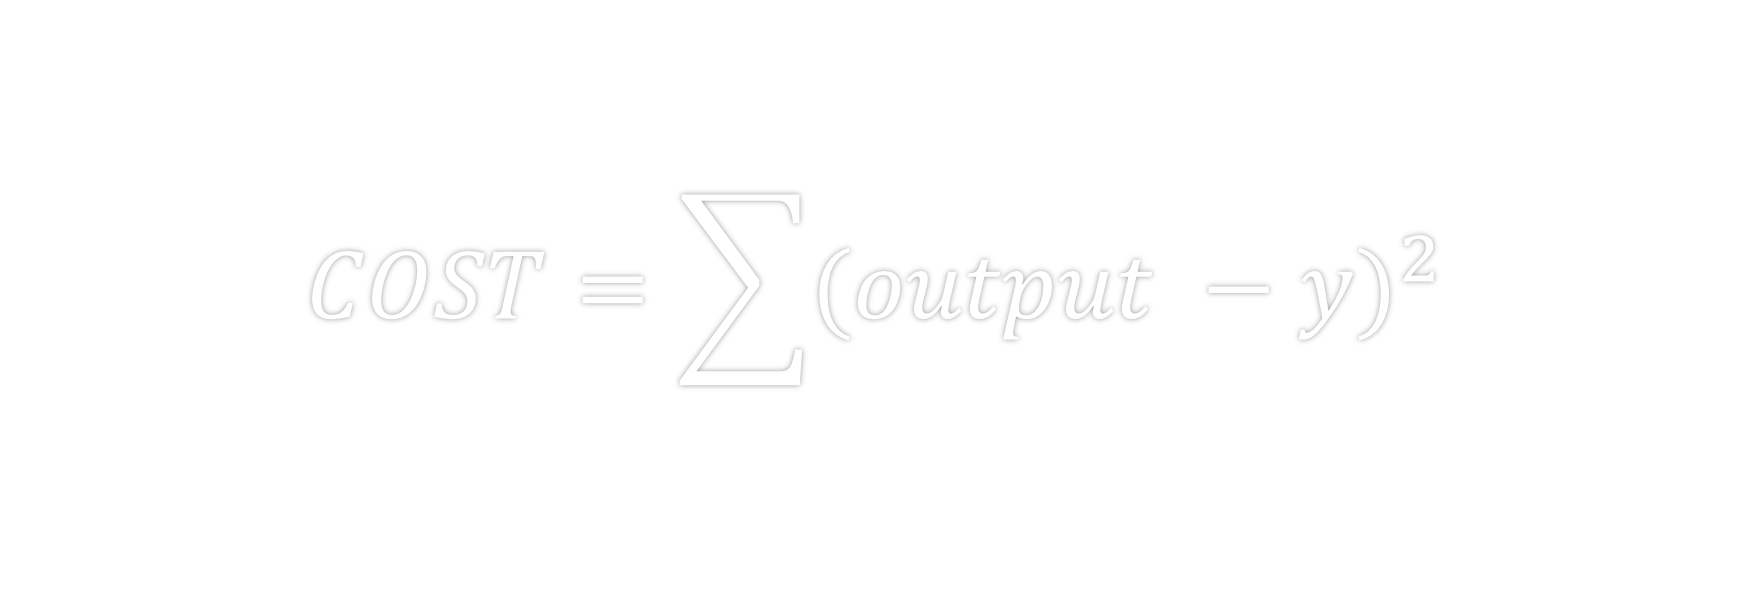 COST = ∑(output − y)²